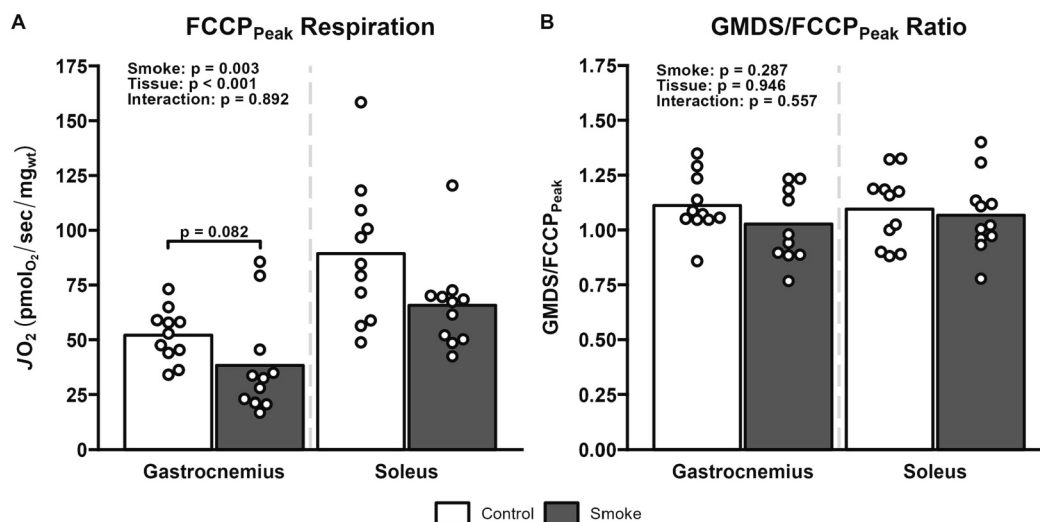 A
FCCPPeak Respiration
Smoke: p = 0.003
Tissue: p < 0.001
Interaction: p = 0.892
175
150
125
100
75
50
25
0
JO2 (pmolO2/sec/mgwt)
p = 0.082
Gastrocnemius
Soleus
B
GMDS/FCCPPeak Ratio
Smoke: p = 0.287
Tissue: p = 0.946
Interaction: p = 0.557
1.75
1.50
1.25
1.00
0.75
0.50
0.25
0.00
GMDS/FCCPPeak
Gastrocnemius
Soleus
Control
Smoke